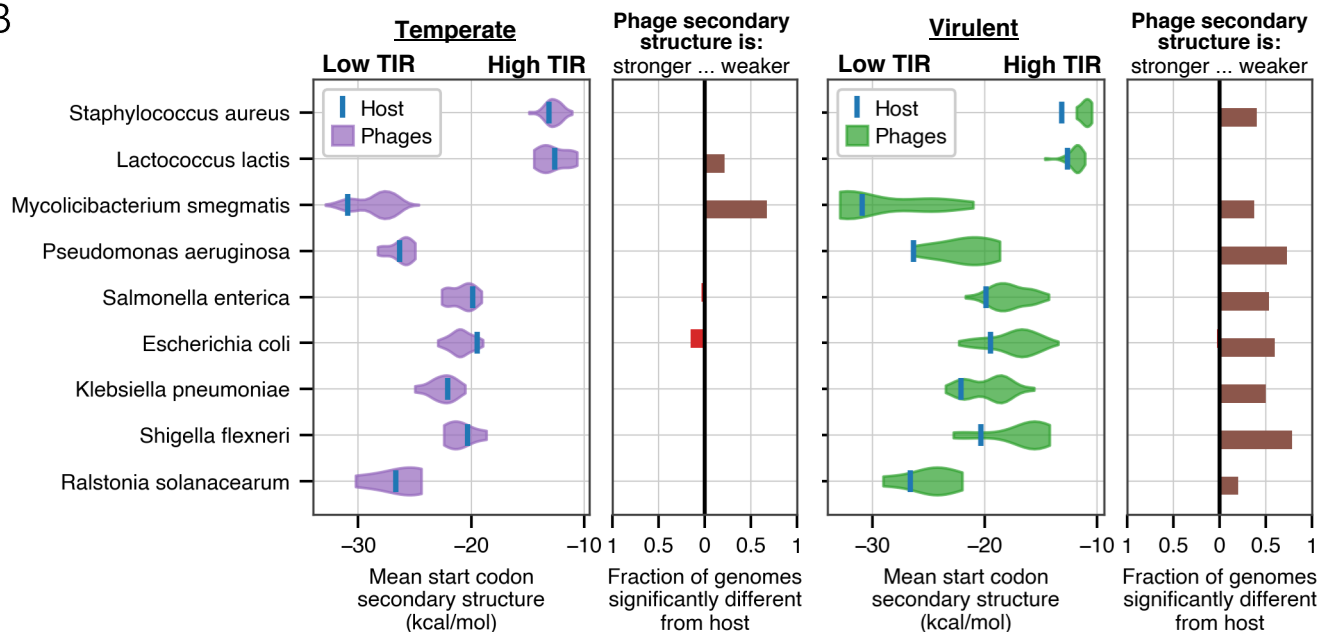 B
Temperate
Low TIR High TIR
Phage secondary
structure is:
stronger ... weaker
Virulent
Low TIR High TIR
Phage secondary
structure is:
stronger ... weaker
Host
Phages
Host
Phages
Staphylococcus aureus
Lactococcus lactis
Mycolicibacterium smegmatis
Pseudomonas aeruginosa
Salmonella enterica
Escherichia coli
Klebsiella pneumoniae
Shigella flexneri
Ralstonia solanacearum
−30 −20 −10
Mean start codon
secondary structure
(kcal/mol)
1 0.5 0 0.5 1
Fraction of genomes
significantly different
from host
−30 −20 −10
Mean start codon
secondary structure
(kcal/mol)
1 0.5 0 0.5 1
Fraction of genomes
significantly different
from host